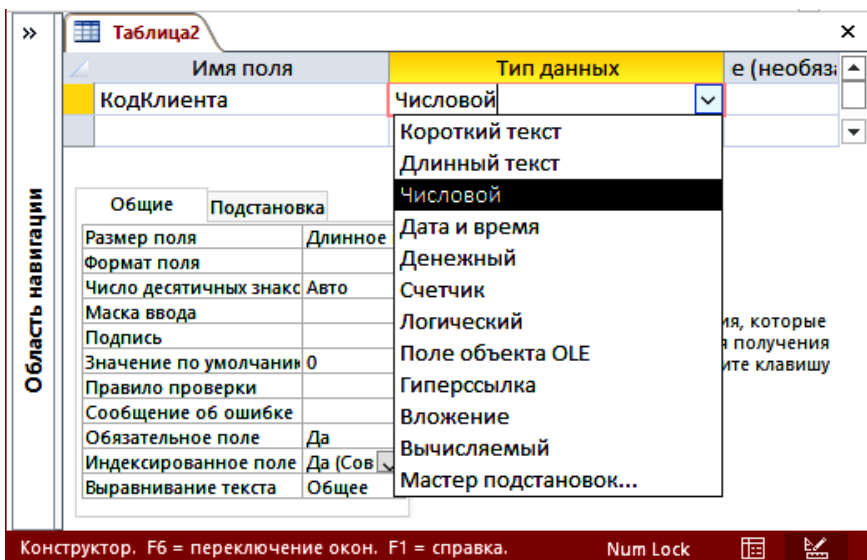 »
Таблица2
×
Имя поля
Тип данных
е (необяза
КодКлиента
Числовой
Короткий текст
Длинный текст
Числовой
Дата и время
Денежный
Счетчик
Логический
Поле объекта OLE
Гиперссылка
Вложение
Вычисляемый
Мастер подстановок...
Область навигации
Общие
Подстановка
Размер поля Длинное
Формат поля
Число десятичных знако Авто
Маска ввода
Подпись
Значение по умолчанию 0
Правило проверки
Сообщение об ошибке
Обязательное поле Да
Индексированное поле Да (Сов
Выравнивание текста Общее
ия, которые
я получения
ите клавишу
Конструктор. F6 = переключение окон. F1 = справка.
Num Lock